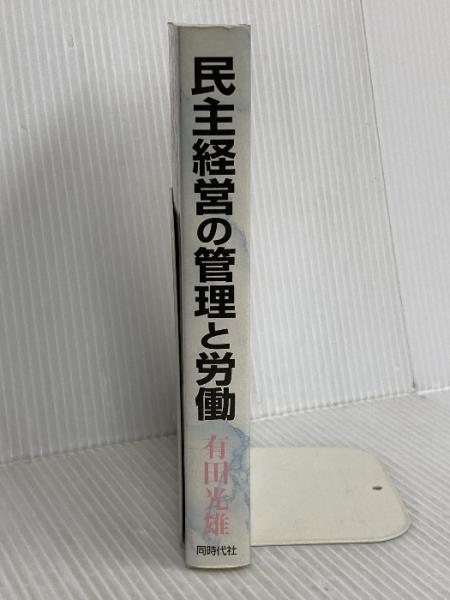 民主経営の管理と労働
有田光雄
同時代社